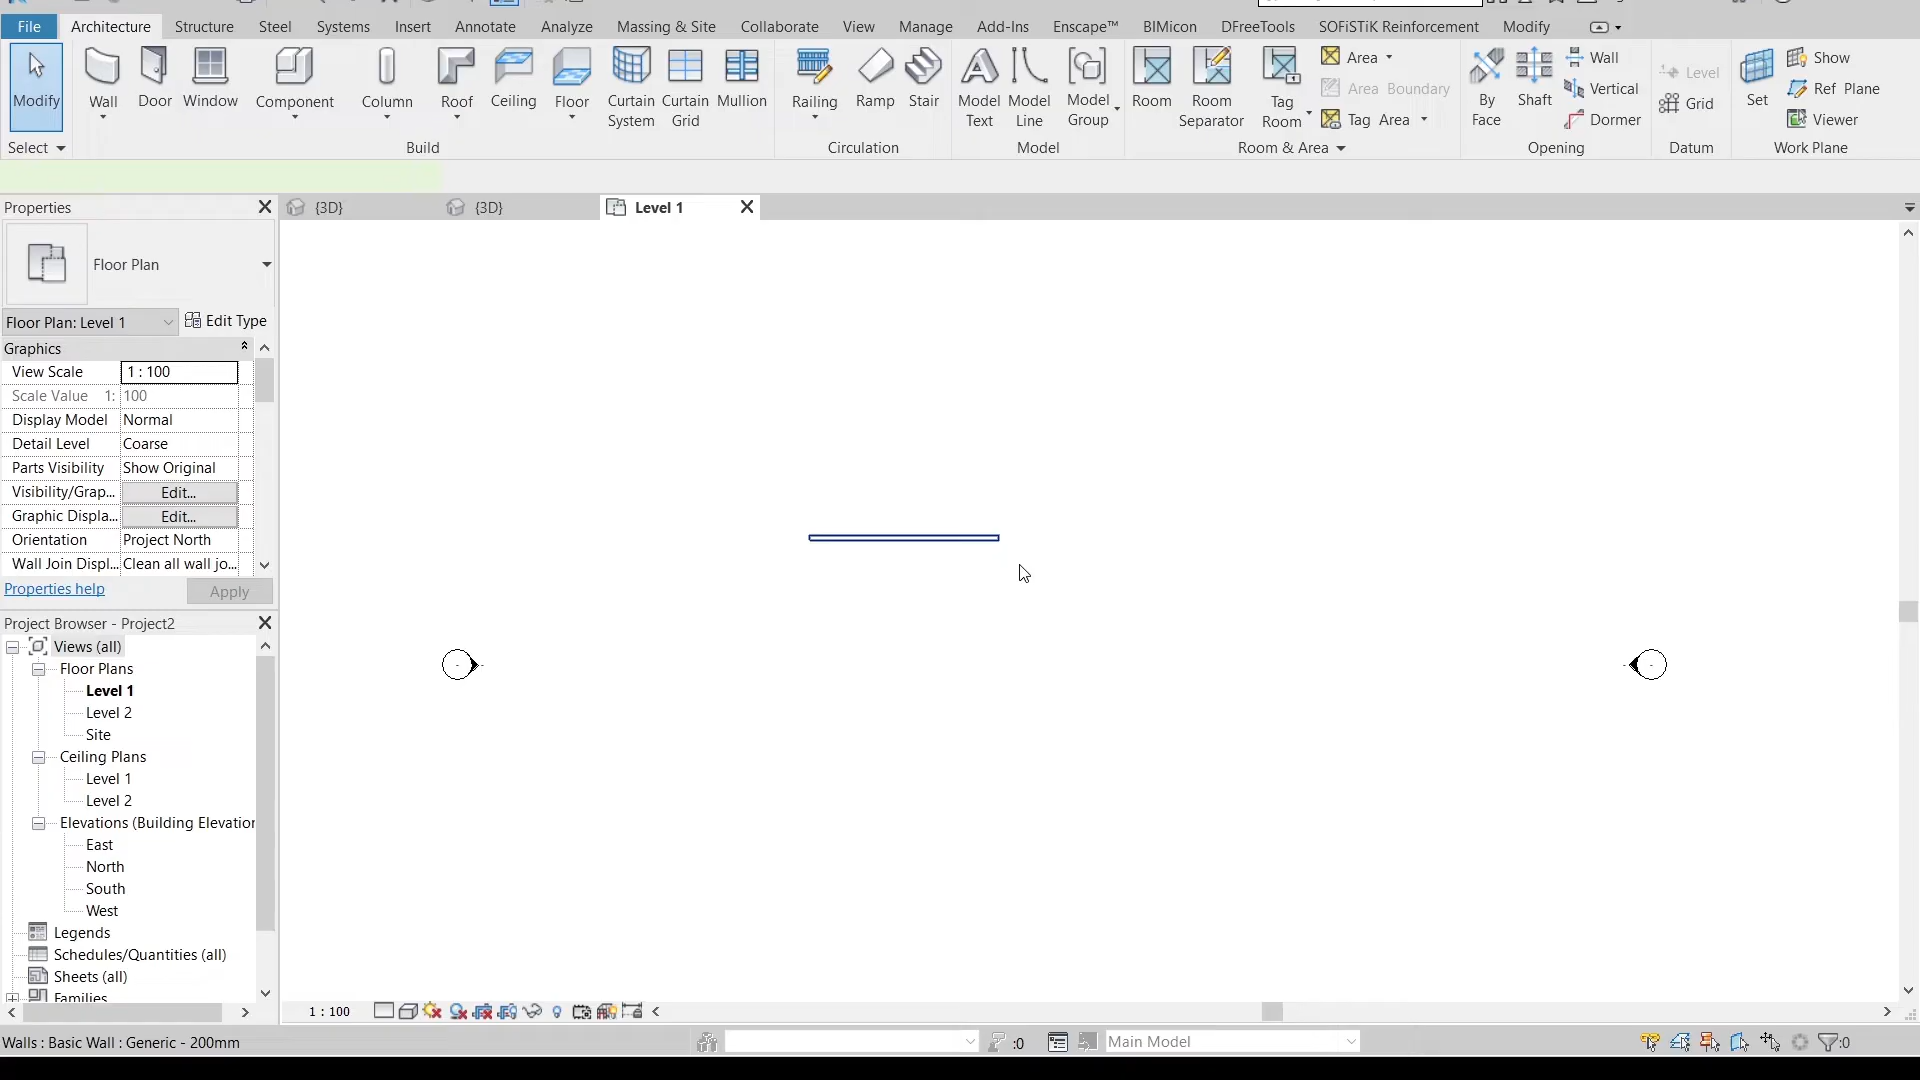 File Architecture Structure Steel Systems Insert Annotate Analyze Massing & Site Collaborate View Manage Add-Ins Enscape™ BIMicon DFreeTools SOFiSTiK Reinforcement Modify
Modify Wall Door Window Component Column Roof Ceiling Floor Curtain System Curtain Grid Mullion Railing Ramp Stair Model Text Model Line Model Group Room Room Separator Tag Room By Face Shaft Set
Area Wall Show
Area Boundary Vertical Level Ref Plane
Tag Area Dormer Grid Viewer
Select Build Circulation Model Room & Area Opening Datum Work Plane
Properties
{3D} {3D} Level 1
Floor Plan
Floor Plan: Level 1 Edit Type
Graphics
View Scale 1 : 100
Scale Value 1: 100
Display Model Normal
Detail Level Coarse
Parts Visibility Show Original
Visibility/Grap... Edit...
Graphic Displa... Edit...
Orientation Project North
Wall Join Displ... Clean all wall jo...
Properties help Apply
Project Browser - Project2
Views (all)
Floor Plans
Level 1
Level 2
Site
Ceiling Plans
Level 1
Level 2
Elevations (Building Elevation
East
North
South
West
Legends
Schedules/Quantities (all)
Sheets (all)
Families
1 : 100
Walls : Basic Wall : Generic - 200mm :0 Main Model :0